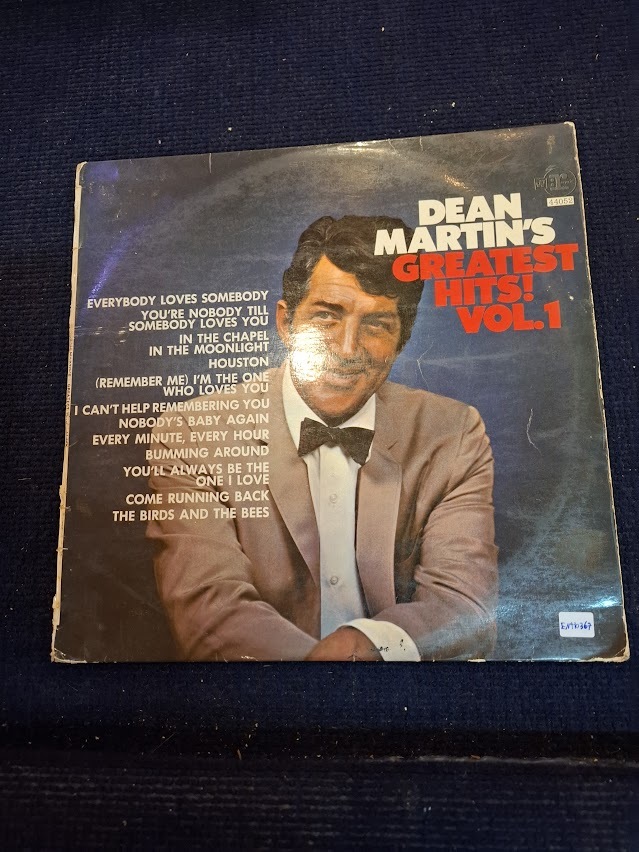 44052
DEAN
MARTIN'S
GREATEST
HITS!
VOL.1
EVERYBODY LOVES SOMEBODY
YOU'RE NOBODY TILL
SOMEBODY LOVES YOU
IN THE CHAPEL
IN THE MOONLIGHT
HOUSTON
(REMEMBER ME) I'M THE ONE
WHO LOVES YOU
I CAN'T HELP REMEMBERING YOU
NOBODY'S BABY AGAIN
EVERY MINUTE, EVERY HOUR
BUMMING AROUND
YOU'LL ALWAYS BE THE
ONE I LOVE
COME RUNNING BACK
THE BIRDS AND THE BEES